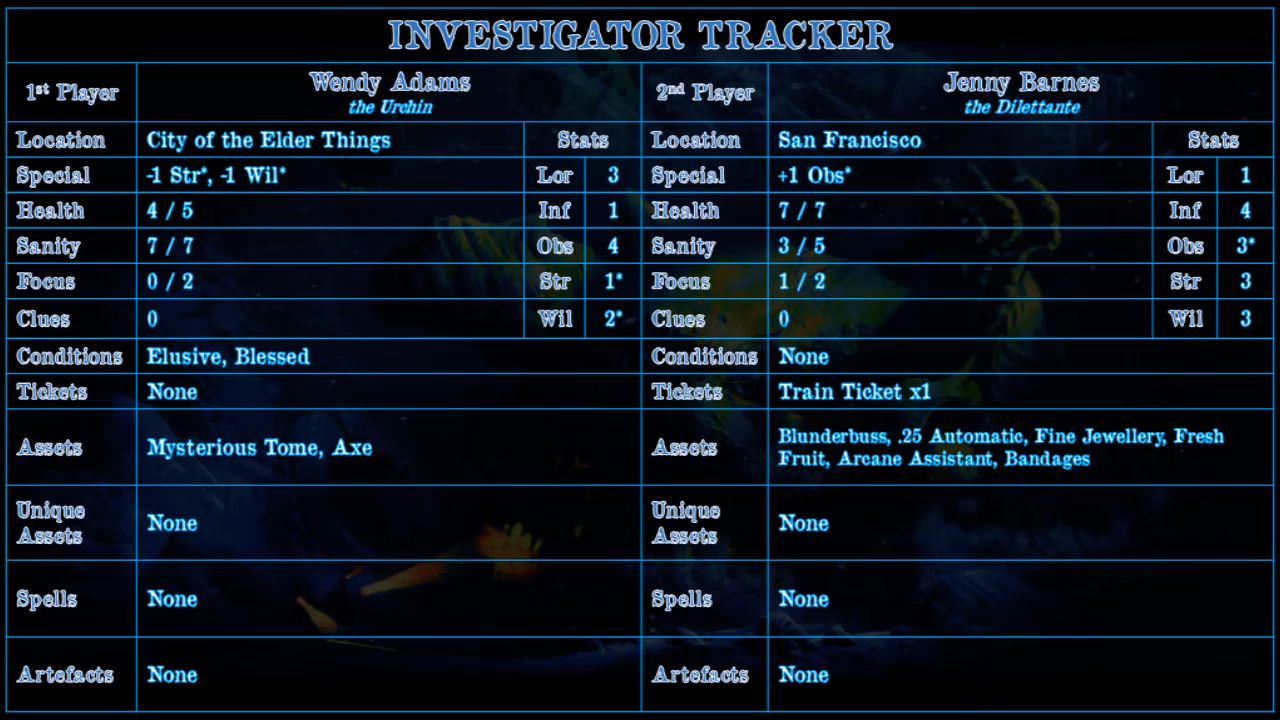 INVESTIGATOR TRACKER
1st Player
Wendy Adams
the Urchin
2nd Player
Jenny Barnes
the Dilettante
Location
City of the Elder Things
Stats
Location
San Francisco
Stats
Special
-1 Str*, -1 Wil*
Lor
3
Special
+1 Obs*
Lor
1
Health
4 / 5
Inf
1
Health
7 / 7
Inf
4
Sanity
7 / 7
Obs
4
Sanity
3 / 5
Obs
3*
Focus
0 / 2
Str
1*
Focus
1 / 2
Str
3
Clues
0
Wil
2*
Clues
0
Wil
3
Conditions
Elusive, Blessed
Conditions
None
Tickets
None
Tickets
Train Ticket x1
Assets
Mysterious Tome, Axe
Assets
Blunderbuss, .25 Automatic, Fine Jewellery, Fresh
Fruit, Arcane Assistant, Bandages
Unique
Assets
None
Unique
Assets
None
Spells
None
Spells
None
Artefacts
None
Artefacts
None